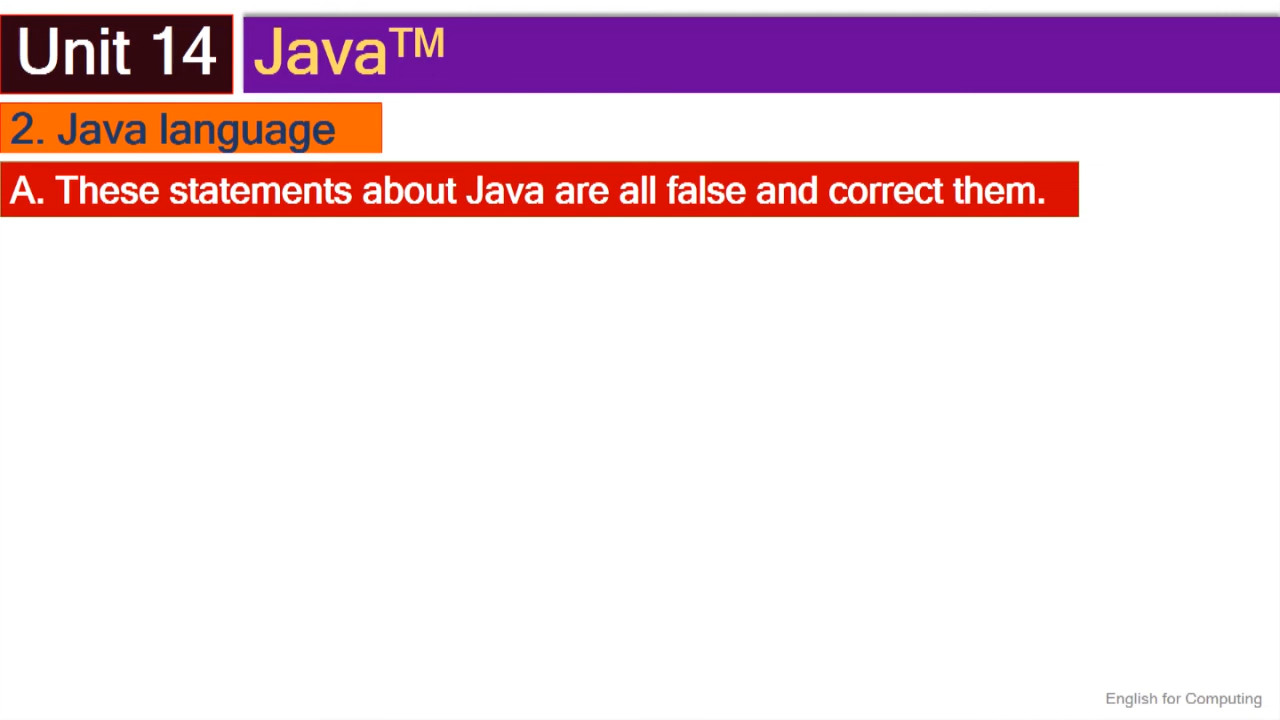 Unit 14 Java™
2. Java language
A. These statements about Java are all false and correct them.
English for Computing